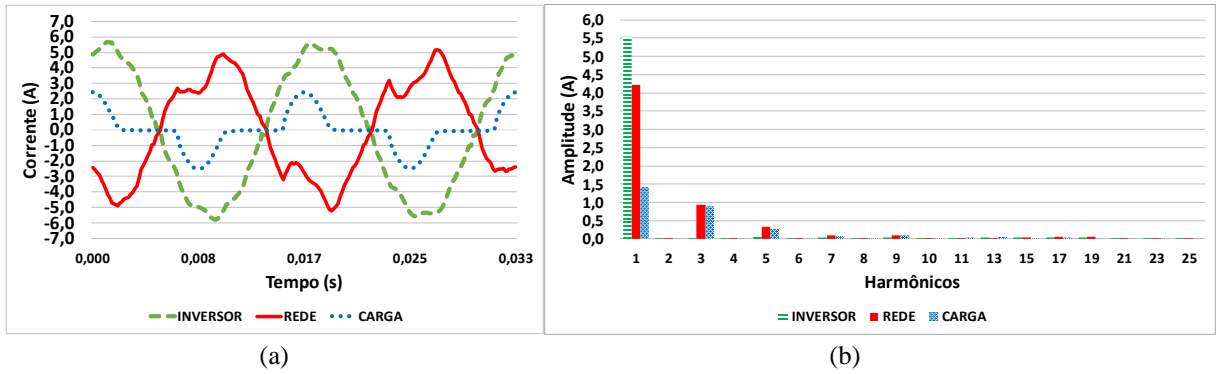 7,0
6,0
5,0
4,0
3,0
2,0
1,0
0,0
-1,0
-2,0
-3,0
-4,0
-5,0
-6,0
-7,0
Corrente (A)
0,000 0,008 0,017 0,025 0,033
Tempo (s)
INVERSOR REDE CARGA
(a)
6,0
5,5
5,0
4,5
4,0
3,5
3,0
2,5
2,0
1,5
1,0
0,5
0,0
Amplitude (A)
1 2 3 4 5 6 7 8 9 10 11 13 15 17 19 21 23 25
Harmônicos
INVERSOR REDE CARGA
(b)